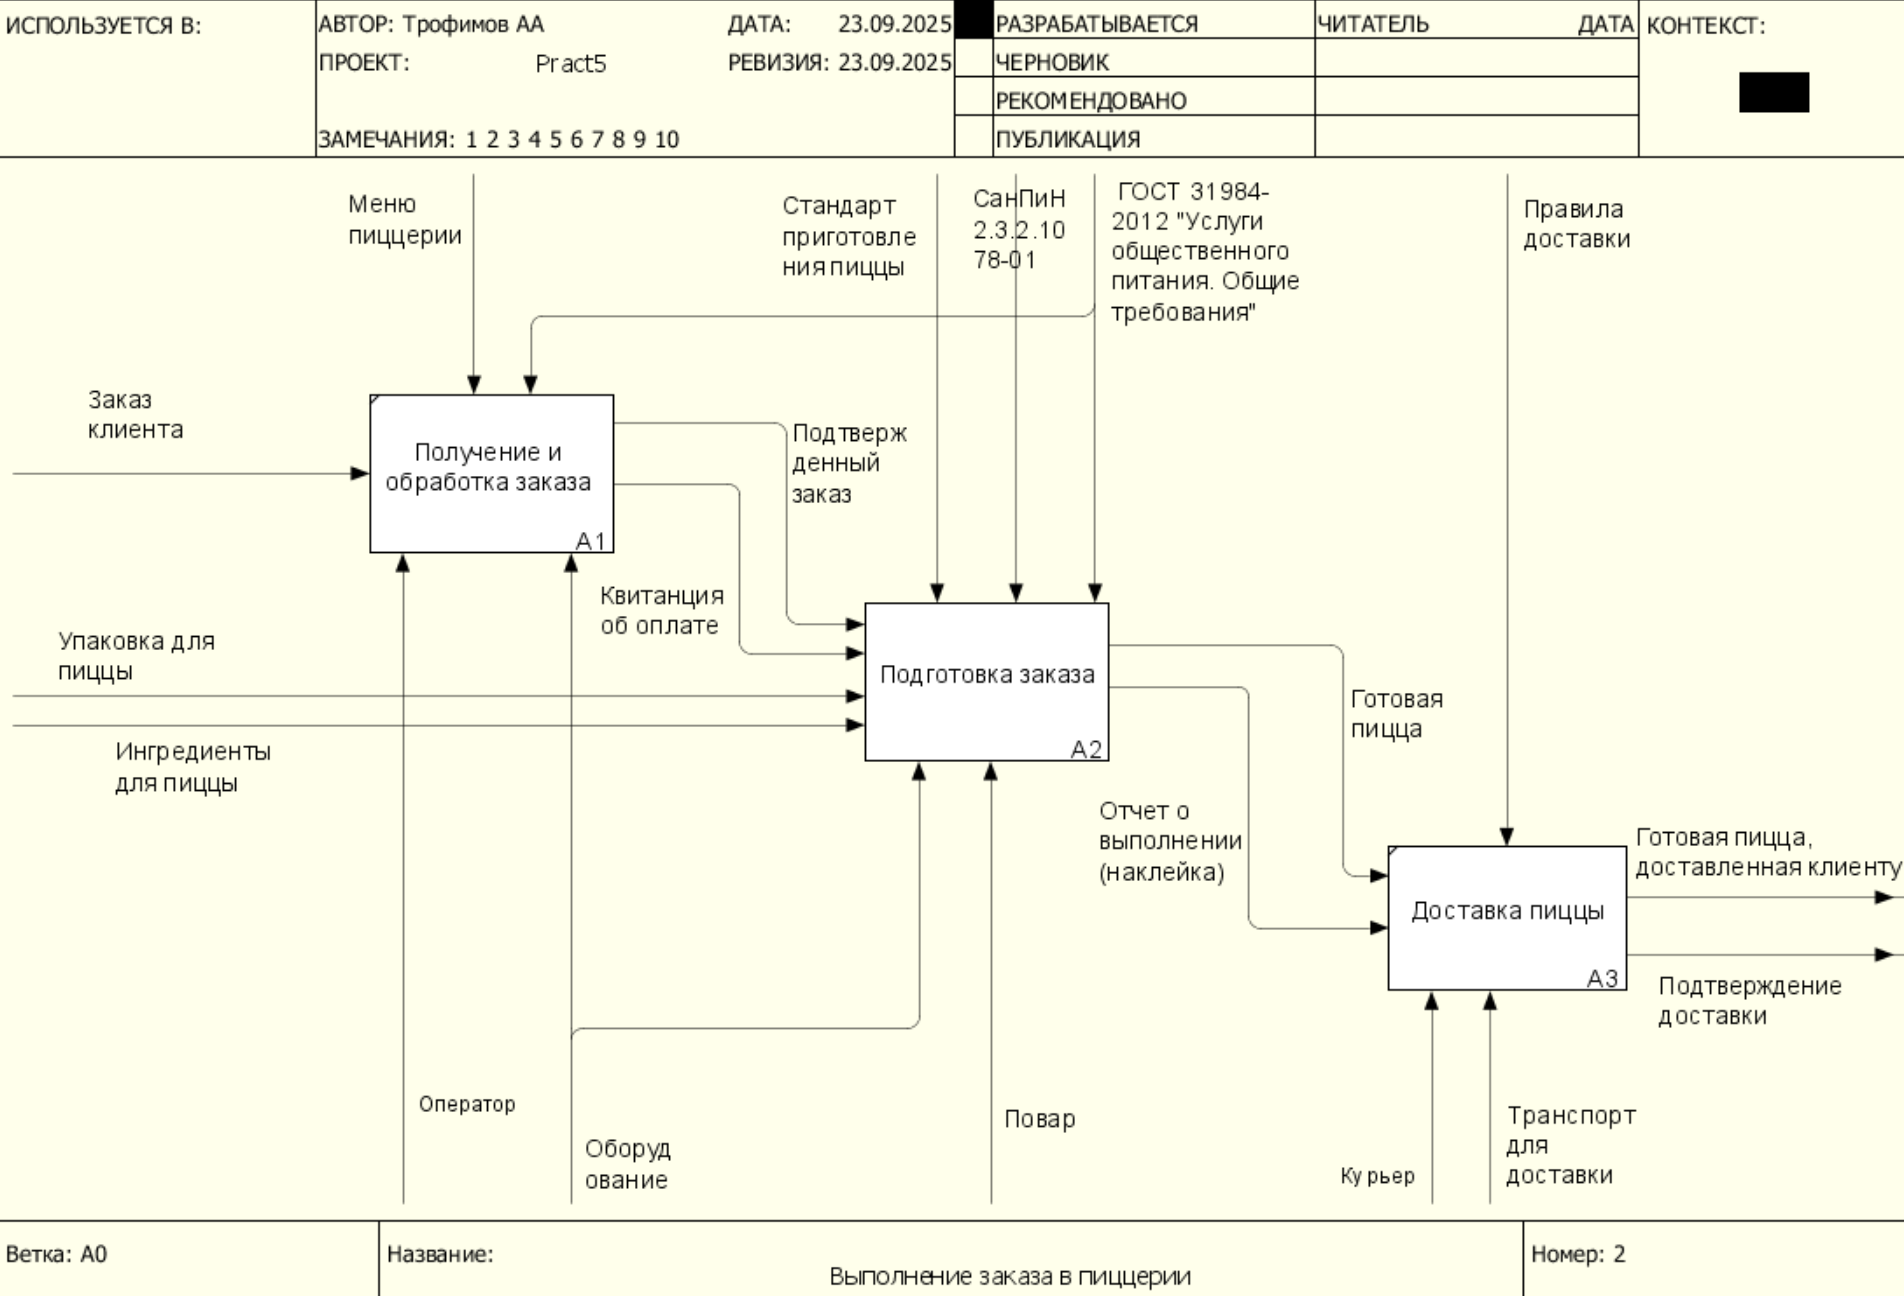 ИСПОЛЬЗУЕТСЯ В:
АВТОР: Трофимов АА
ДАТА: 23.09.2025
РАЗРАБАТЫВАЕТСЯ
ЧИТАТЕЛЬ
ДАТА
КОНТЕКСТ:
ПРОЕКТ: Pract5
РЕВИЗИЯ: 23.09.2025
ЧЕРНОВИК
РЕКОМЕНДОВАНО
ЗАМЕЧАНИЯ: 1 2 3 4 5 6 7 8 9 10
ПУБЛИКАЦИЯ
Меню
пиццерии
Стандарт
приготовле
ния пиццы
СанПиН
2.3.2.10
78-01
ГОСТ 31984-
2012 "Услуги
общественного
питания. Общие
требования"
Правила
доставки
Заказ
клиента
Получение и
обработка заказа
A1
Подтверж
денный
заказ
Квитанция
об оплате
Упаковка для
пиццы
Ингредиенты
для пиццы
Подготовка заказа
A2
Готовая
пицца
Отчет о
выполнении
(наклейка)
Доставка пиццы
A3
Готовая пицца,
доставленная клиенту
Подтверждение
доставки
Оператор
Оборуд
ование
Повар
Курьер
Транспорт
для
доставки
Ветка: A0
Название:
Выполнение заказа в пиццерии
Номер: 2